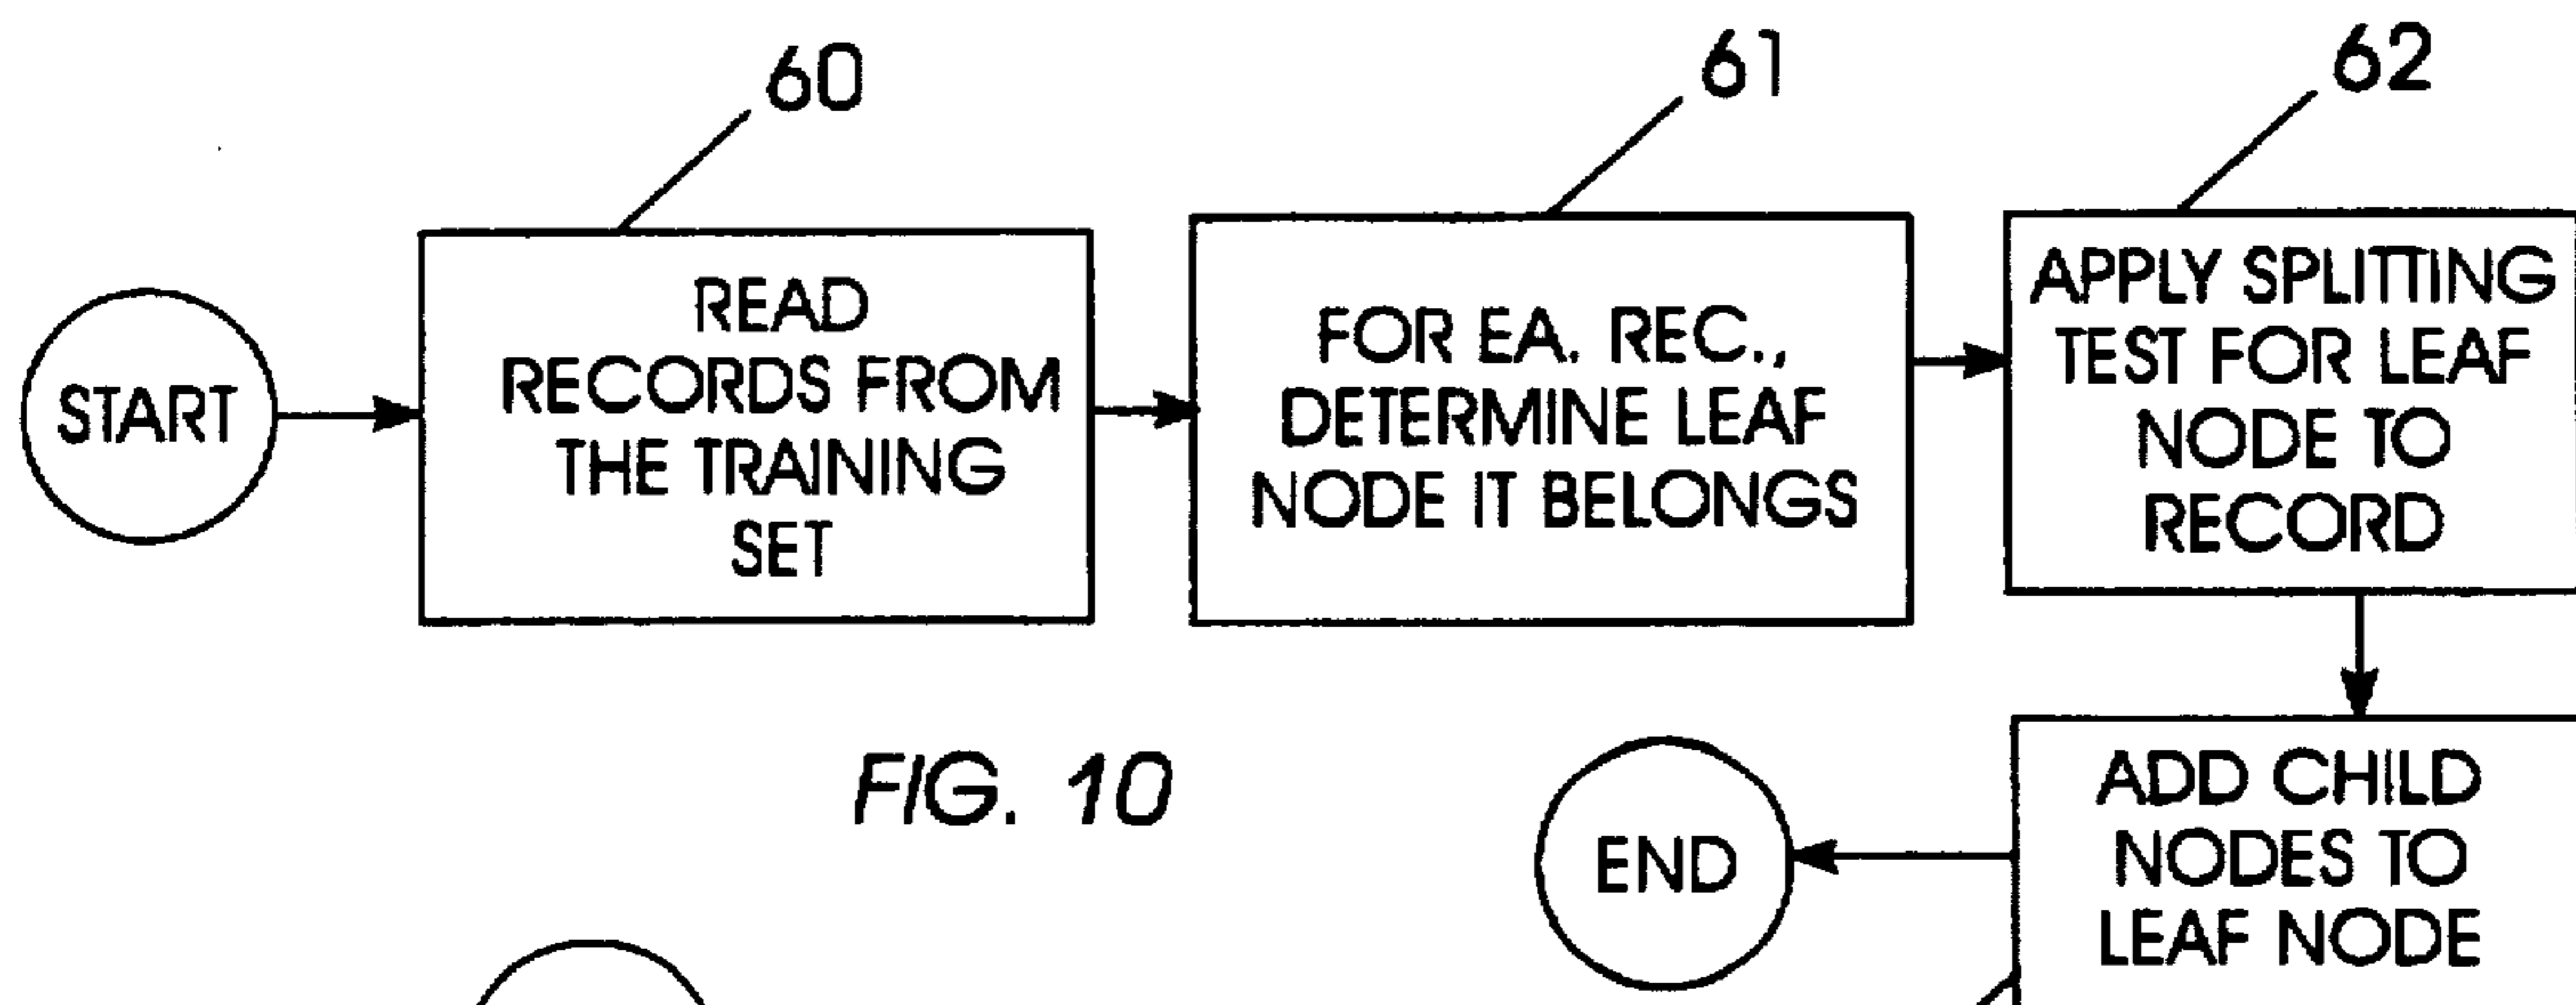 60
61
62
START
READ
RECORDS FROM
THE TRAINING
SET
FOR EA. REC.,
DETERMINE LEAF
NODE IT BELONGS
APPLY SPLITTING
TEST FOR LEAF
NODE TO
RECORD
ADD CHILD
NODES TO
LEAF NODE
END
FIG. 10